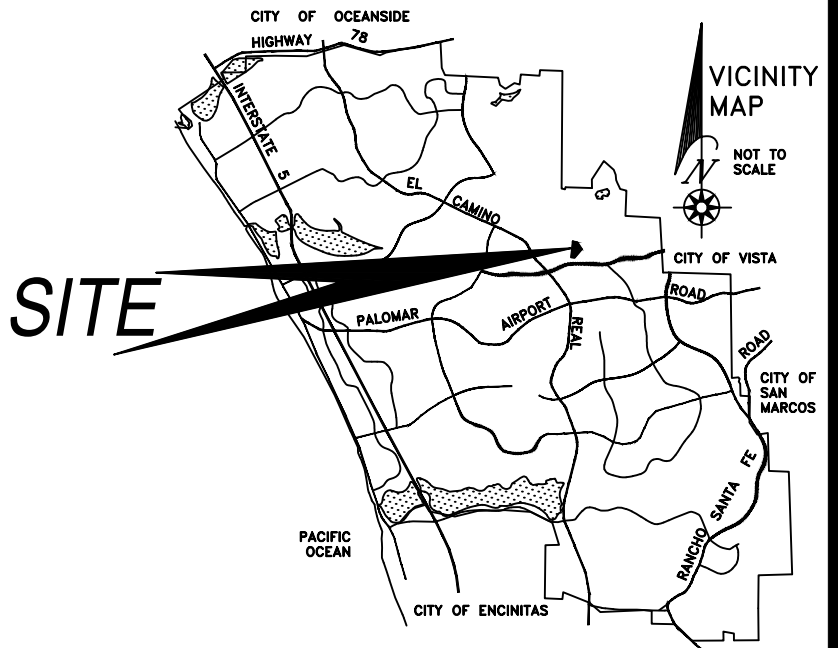 CITY OF OCEANSIDE
HIGHWAY 78
VICINITY
MAP
NOT TO
SCALE
N
INTERSTATE 5
EL CAMINO REAL
CITY OF VISTA
SITE
PALOMAR AIRPORT ROAD
ROAD
CITY OF
SAN
MARCOS
RANCHO SANTA FE
PACIFIC
OCEAN
CITY OF ENCINITAS